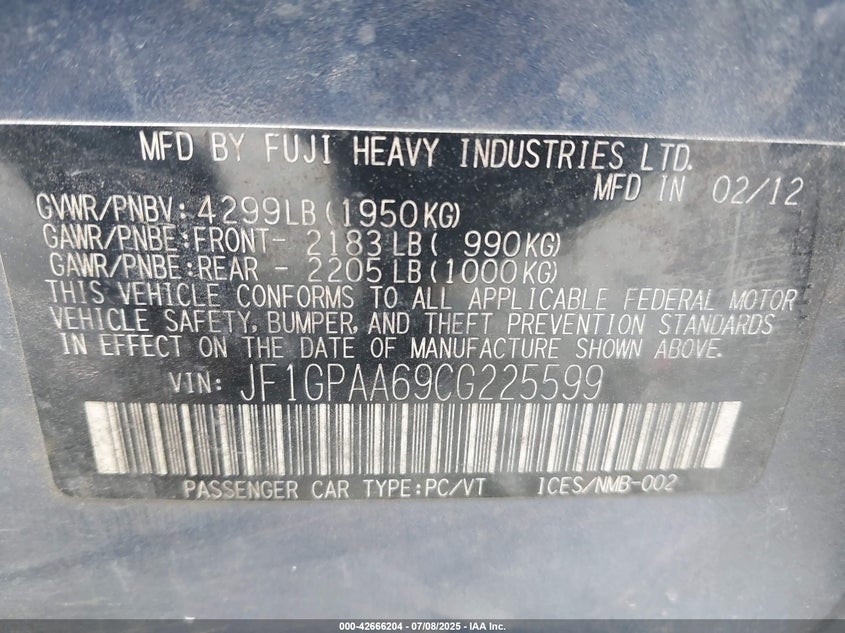 MFD BY FUJI HEAVY INDUSTRIES LTD.
MFD IN 02/12
GVWR/PNBV:4299LB(1950KG)
GAWR/PNBE:FRONT- 2183LB( 990KG)
GAWR/PNBE:REAR - 2205LB(1000KG)
THIS VEHICLE CONFORMS TO ALL APPLICABLE FEDERAL MOTOR
VEHICLE SAFETY, BUMPER, AND THEFT PREVENTION STANDARDS
IN EFFECT ON THE DATE OF MANUFACTURE SHOWN ABOVE.
VIN: JF1GPAA69CG225599
PASSENGER CAR TYPE:PC/VT ICES/NMB-002
000-42666204 - 07/08/2025 - IAA Inc.